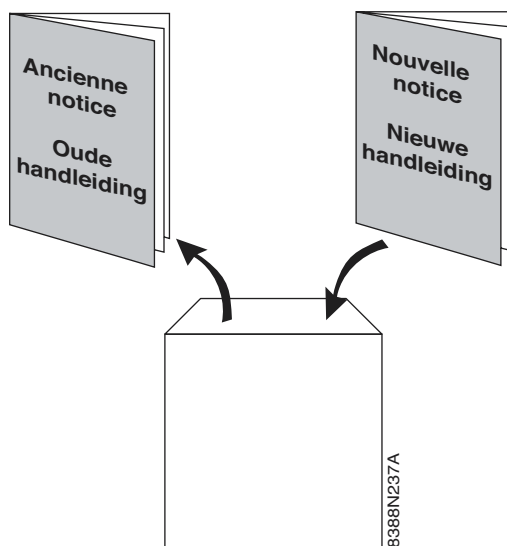 Ancienne
notice
Oude
handleiding
Nouvelle
notice
Nieuwe
handleiding
8388N237A